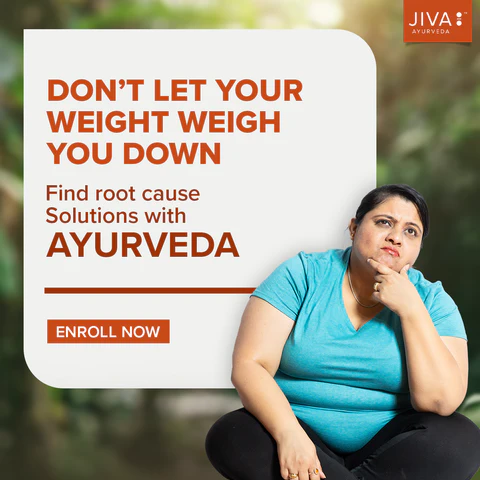 JIVA
AYURVEDA
DON'T LET YOUR
WEIGHT WEIGH
YOU DOWN
Find root cause
Solutions with
AYURVEDA
ENROLL NOW